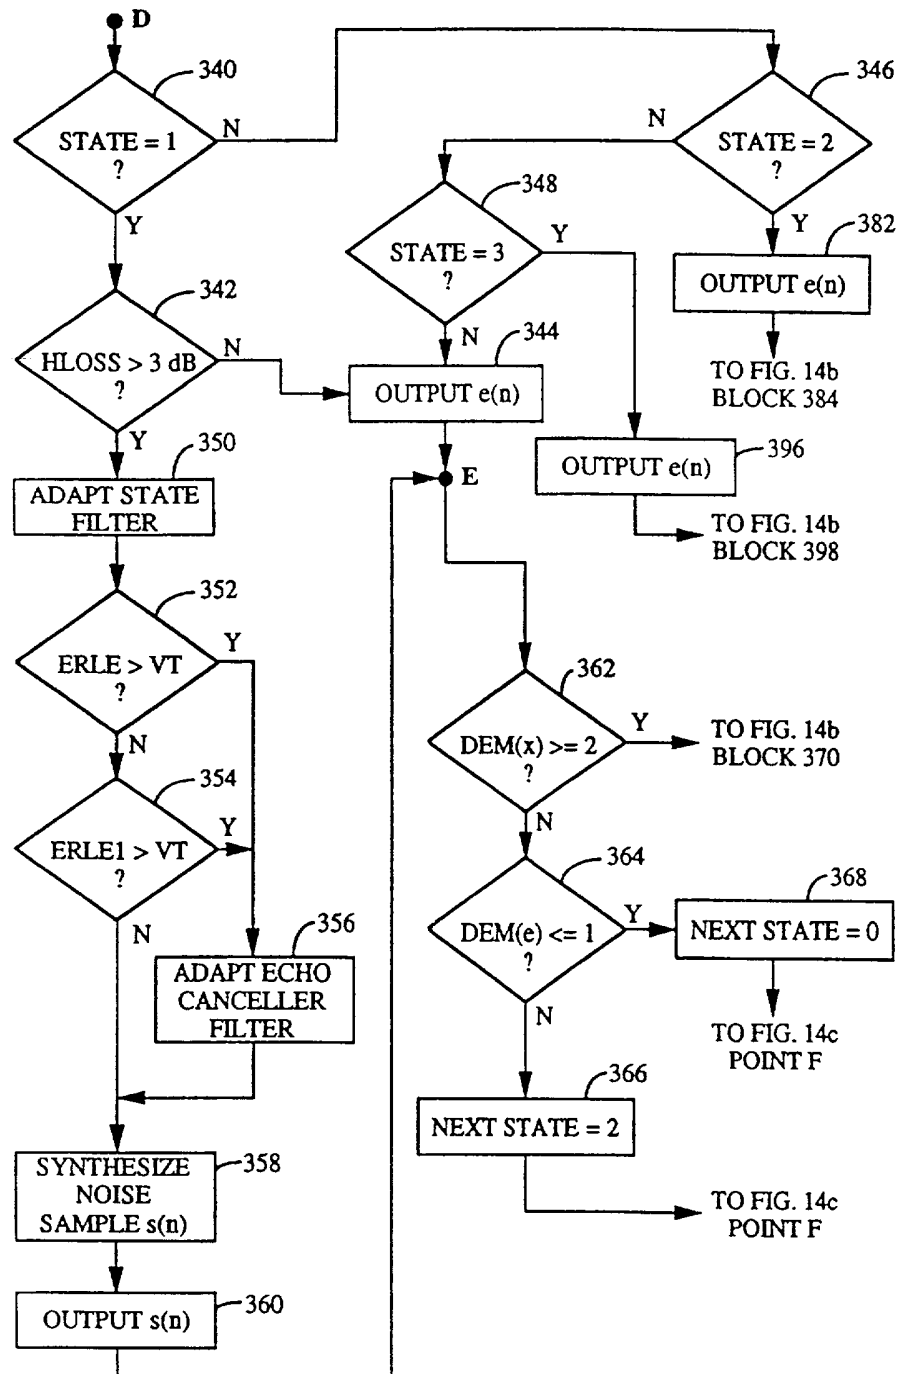 D
340
STATE = 1
?
N
Y
346
STATE = 2
?
N
Y
382
OUTPUT e(n)
TO FIG. 14b
BLOCK 384
348
STATE = 3
?
Y
N
342
HLOSS > 3 dB
?
N
Y
344
OUTPUT e(n)
396
OUTPUT e(n)
TO FIG. 14b
BLOCK 398
E
350
ADAPT STATE
FILTER
352
ERLE > VT
?
Y
N
354
ERLE1 > VT
?
Y
N
356
ADAPT ECHO
CANCELLER
FILTER
358
SYNTHESIZE
NOISE
SAMPLE s(n)
360
OUTPUT s(n)
362
DEM(x) >= 2
?
Y
N
TO FIG. 14b
BLOCK 370
364
DEM(e) <= 1
?
Y
N
368
NEXT STATE = 0
TO FIG. 14c
POINT F
366
NEXT STATE = 2
TO FIG. 14c
POINT F